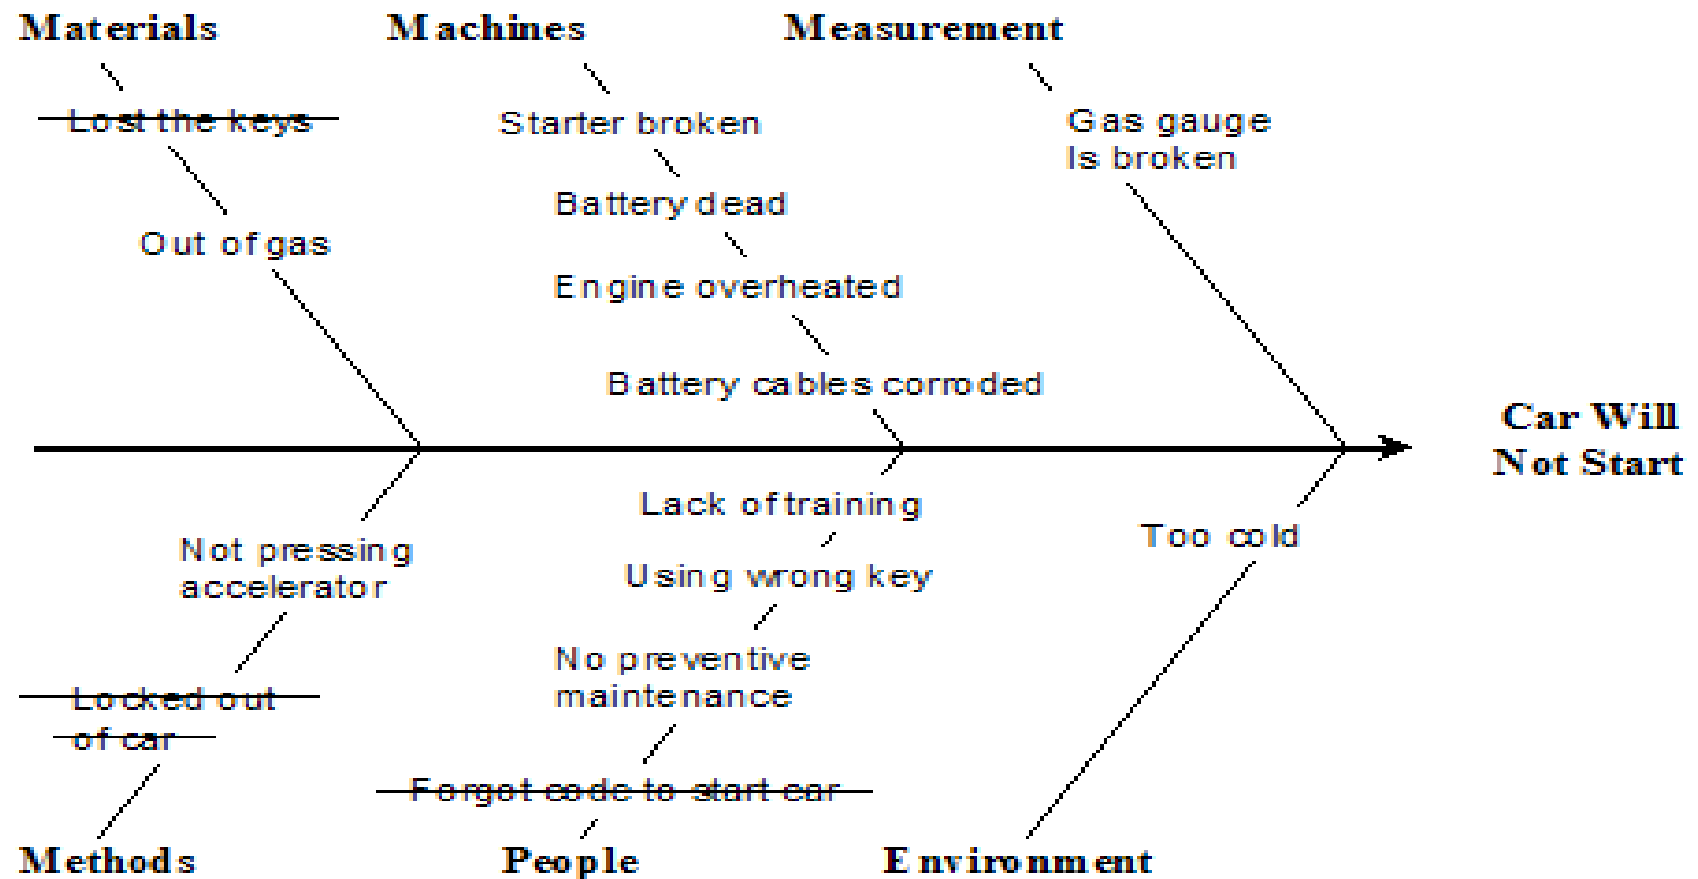 Materials
Machines
Measurement
Lost the keys
Starter broken
Gas gauge
Is broken
Battery dead
Out of gas
Engine overheated
Battery cables corroded
Car Will
Not Start
Lack of training
Not pressing
accelerator
Too cold
Using wrong key
No preventive
maintenance
Locked out
of car
Forgot code to start car
Methods
People
Environment